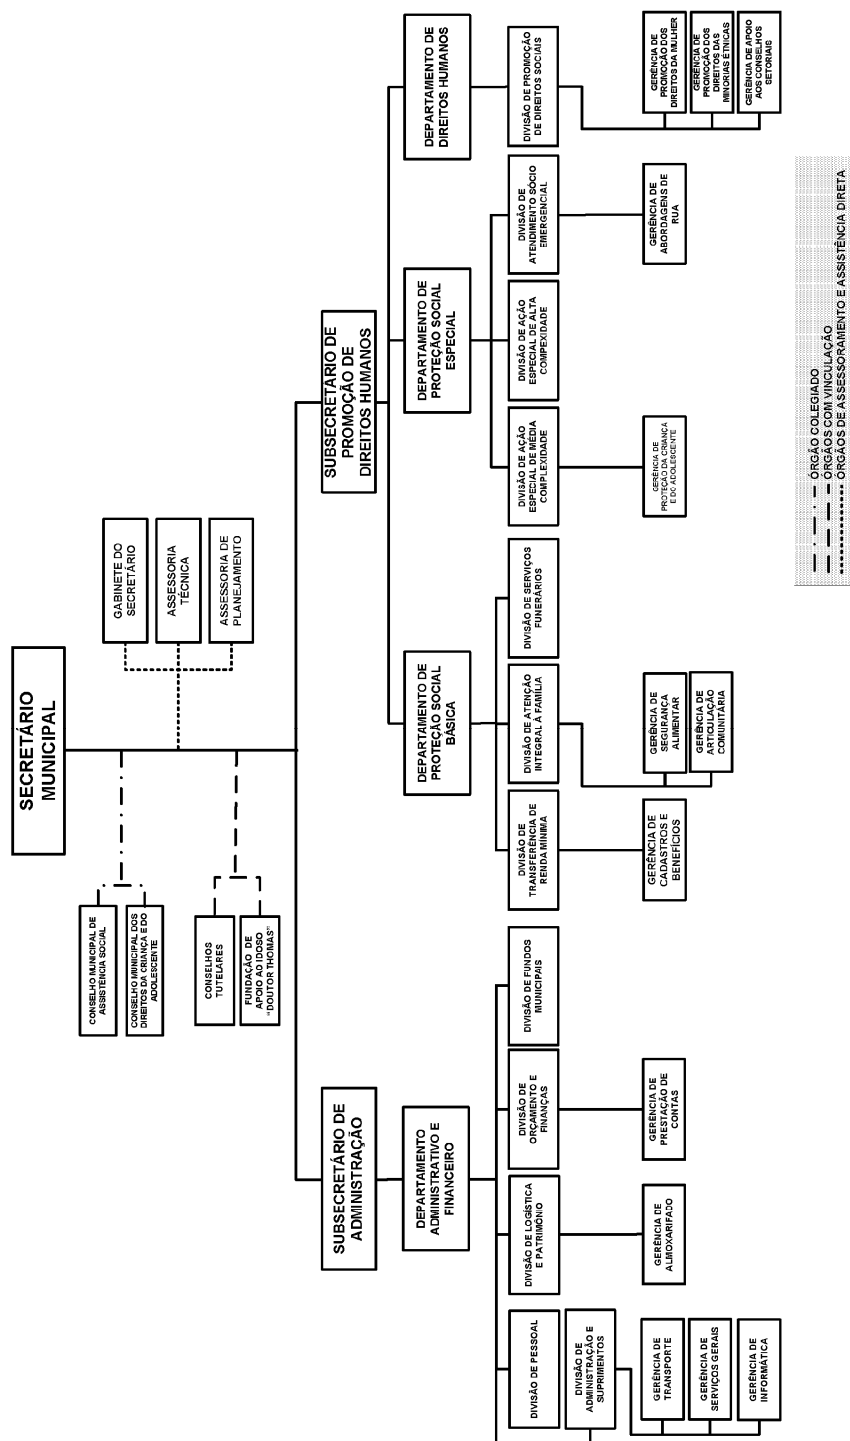 SECRETÁRIO
MUNICIPAL
CONSELHO MUNICIPAL DE
ASSISTÊNCIA SOCIAL
CONSELHO MUNICIPAL DOS
DIREITOS DA CRIANÇA E DO
ADOLESCENTE
GABINETE DO
SECRETÁRIO
ASSESSORIA
TÉCNICA
ASSESSORIA DE
PLANEJAMENTO
CONSELHOS
TUTELARES
FUNDAÇÃO DE
APOIO AO IDOSO
“DOUTOR THOMAS”
SUBSECRETÁRIO DE
ADMINISTRAÇÃO
SUBSECRETÁRIO DE
PROMOÇÃO DE
DIREITOS HUMANOS
DEPARTAMENTO
ADMINISTRATIVO E
FINANCEIRO
DEPARTAMENTO DE
PROTEÇÃO SOCIAL
BÁSICA
DEPARTAMENTO DE
PROTEÇÃO SOCIAL
ESPECIAL
DEPARTAMENTO DE
DIREITOS HUMANOS
DIVISÃO DE PESSOAL
DIVISÃO DE
ADMINISTRAÇÃO E
SUPRIMENTOS
DIVISÃO DE LOGÍSTICA
E PATRIMÔNIO
DIVISÃO DE
ORÇAMENTO E
FINANÇAS
DIVISÃO DE FUNDOS
MUNICIPAIS
DIVISÃO DE
TRANSFERÊNCIA DE
RENDA MÍNIMA
DIVISÃO DE ATENÇÃO
INTEGRAL À FAMÍLIA
DIVISÃO DE SERVIÇOS
FUNERÁRIOS
DIVISÃO DE AÇÃO
ESPECIAL DE MÉDIA
COMPLEXIDADE
DIVISÃO DE AÇÃO
ESPECIAL DE ALTA
COMPEXIDADE
DIVISÃO DE
ATENDIMENTO SÓCIO
EMERGENCIAL
DIVISÃO DE PROMOÇÃO
DE DIREITOS SOCIAIS
GERÊNCIA DE
TRANSPORTE
GERÊNCIA DE
SERVIÇOS GERAIS
GERÊNCIA DE
INFORMÁTICA
GERÊNCIA DE
ALMOXARIFADO
GERÊNCIA DE
PRESTAÇÃO DE
CONTAS
GERÊNCIA DE
CADASTROS E
BENEFÍCIOS
GERÊNCIA DE
SEGURANÇA
ALIMENTAR
GERÊNCIA DE
ARTICULAÇÃO
COMUNITÁRIA
GERÊNCIA DE
PROTEÇÃO DA CRIANÇA
E DO ADOLESCENTE
GERÊNCIA DE
ABORDAGENS DE
RUA
GERÊNCIA DE
PROMOÇÃO DOS
DIREITOS DA MULHER
GERÊNCIA DE
PROMOÇÃO DOS
DIREITOS DAS
MINORIAS ÉTNICAS
GERÊNCIA DE APOIO
AOS CONSELHOS
SETORIAIS
ÓRGÃO COLEGIADO
ÓRGÃOS COM VINCULAÇÃO
ÓRGÃOS DE ASSESSORAMENTO E ASSISTÊNCIA DIRETA